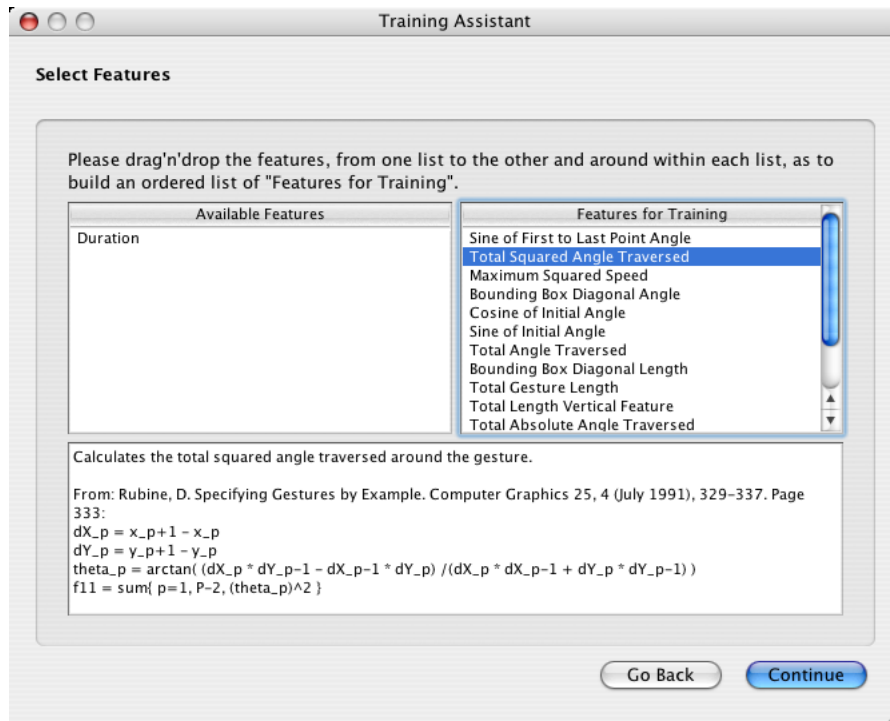 Training Assistant
Select Features
Please drag'n'drop the features, from one list to the other and around within each list, as to
build an ordered list of "Features for Training".
Available Features
Duration
Features for Training
Sine of First to Last Point Angle
Total Squared Angle Traversed
Maximum Squared Speed
Bounding Box Diagonal Angle
Cosine of Initial Angle
Sine of Initial Angle
Total Angle Traversed
Bounding Box Diagonal Length
Total Gesture Length
Total Length Vertical Feature
Total Absolute Angle Traversed
Calculates the total squared angle traversed around the gesture.
From: Rubine, D. Specifying Gestures by Example. Computer Graphics 25, 4 (July 1991), 329-337. Page
333:
dX_p = x_p+1 - x_p
dY_p = y_p+1 - y_p
theta_p = arctan( (dX_p * dY_p-1 - dX_p-1 * dY_p) /(dX_p * dX_p-1 + dY_p * dY_p-1) )
f11 = sum{ p=1, P-2, (theta_p)^2 }
Go Back
Continue